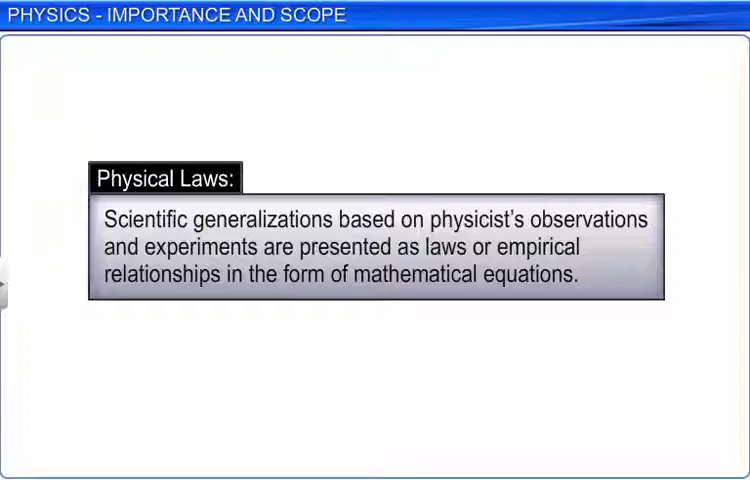 PHYSICS - IMPORTANCE AND SCOPE
Physical Laws:
Scientific generalizations based on physicist's observations
and experiments are presented as laws or empirical
relationships in the form of mathematical equations.